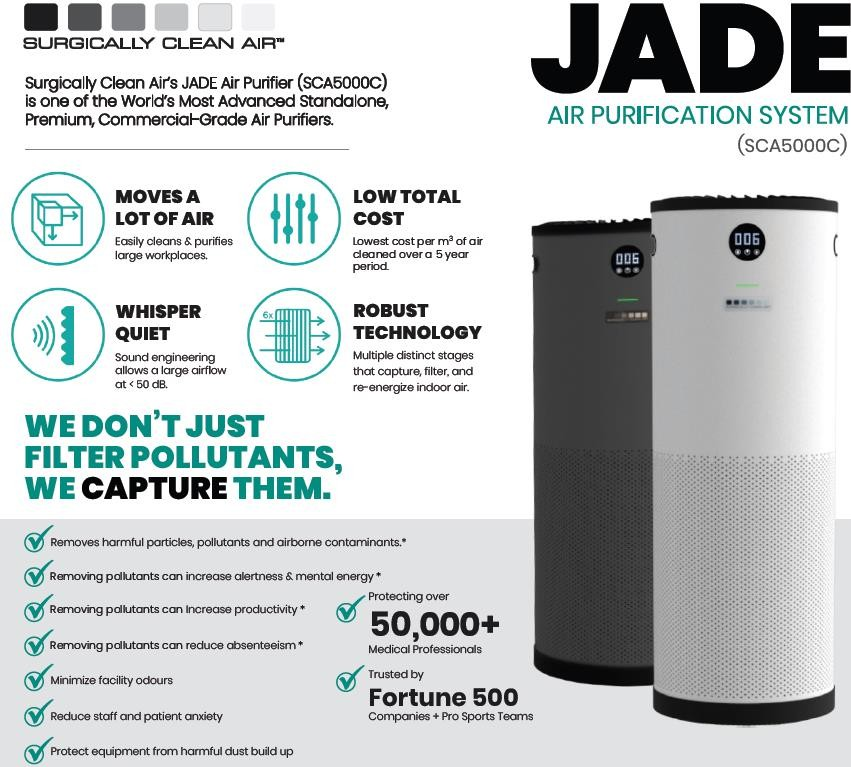 SURGICALLY CLEAN AIR™
JADE
AIR PURIFICATION SYSTEM
(SCA5000C)
Surgically Clean Air's JADE Air Purifier (SCA5000C)
is one of the World's Most Advanced Standalone,
Premium, Commercial-Grade Air Purifiers.
MOVES A
LOT OF AIR
Easily cleans & purifies
large workplaces.
LOW TOTAL
COST
Lowest cost per m³ of air
cleaned over a 5 year
period.
WHISPER
QUIET
Sound engineering
allows a large airflow
at < 50 dB.
6x
ROBUST
TECHNOLOGY
Multiple distinct stages
that capture, filter, and
re-energize indoor air.
006
006
WE DON'T JUST
FILTER POLLUTANTS,
WE CAPTURE THEM.
Removes harmful particles, pollutants and airborne contaminants.*
Removing pollutants can increase alertness & mental energy *
Removing pollutants can Increase productivity *
Removing pollutants can reduce absenteeism *
Minimize facility odours
Reduce staff and patient anxiety
Protect equipment from harmful dust build up
Protecting over
50,000+
Medical Professionals
Trusted by
Fortune 500
Companies + Pro Sports Teams